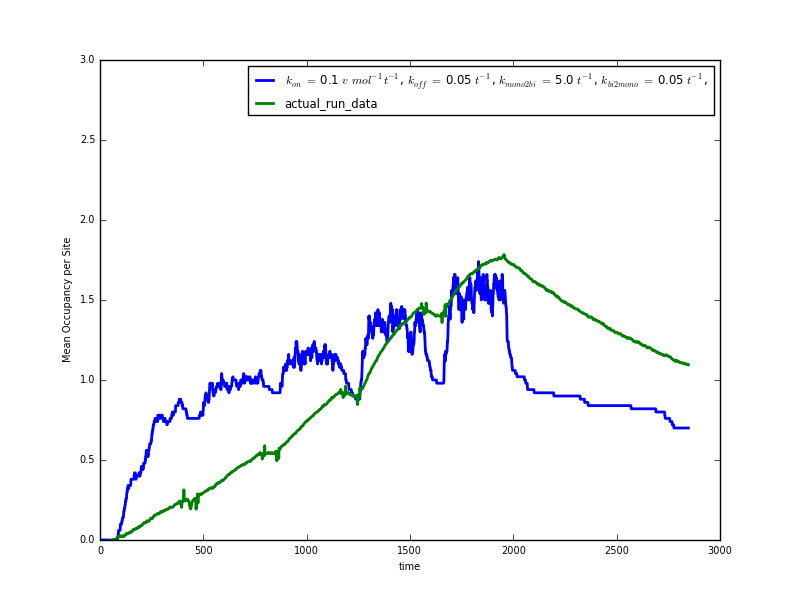 k_on = 0.1 v mol⁻¹t⁻¹, k_off = 0.05 t⁻¹, k_mono2bi = 5.0 t⁻¹, k_bi2mono = 0.05 t⁻¹,
actual_run_data
3.0
2.5
2.0
1.5
1.0
0.5
0.0
Mean Occupancy per Site
0 500 1000 1500 2000 2500 3000
time